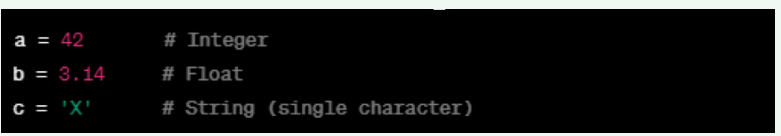 a = 42        # Integer
b = 3.14      # Float
c = 'X'       # String (single character)